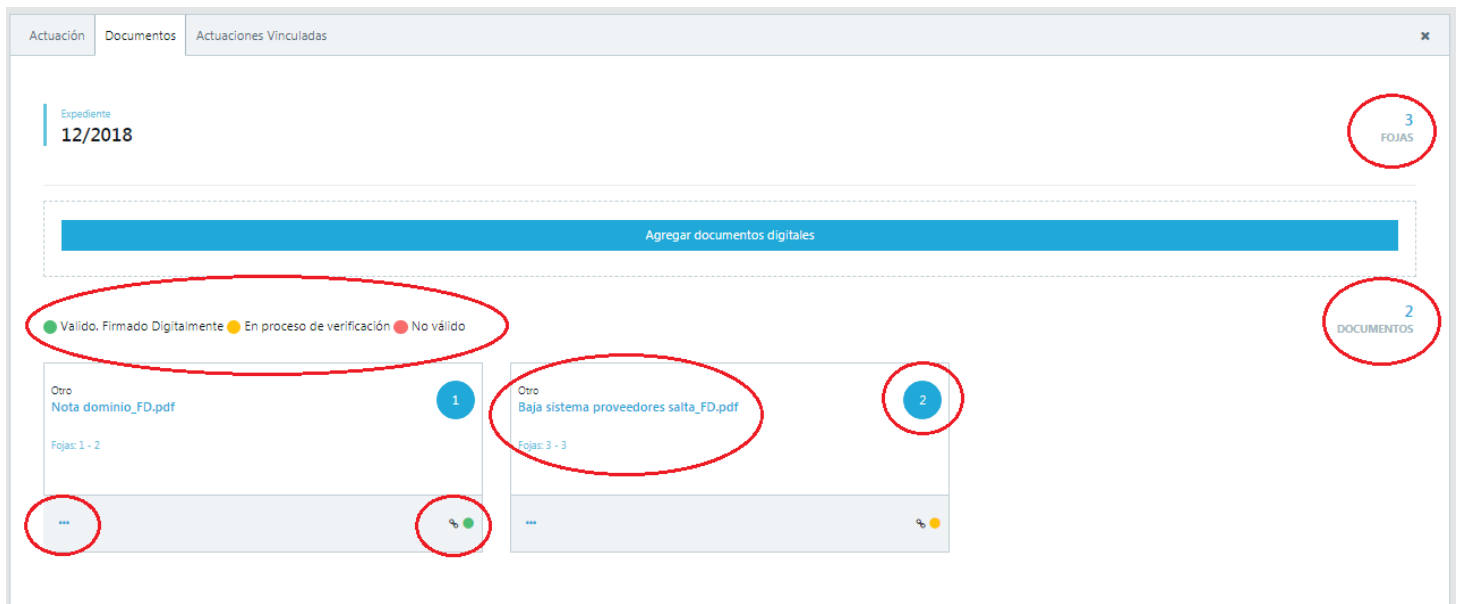 Actuación Documentos Actuaciones Vinculadas ×
Expediente
12/2018
3
FOJAS
Agregar documentos digitales
Valido. Firmado Digitalmente En proceso de verificación No válido
2
DOCUMENTOS
Otro
Nota dominio_FD.pdf
1
Fojas: 1 - 2
...
Otro
Baja sistema proveedores salta_FD.pdf
2
Fojas: 3 - 3
...